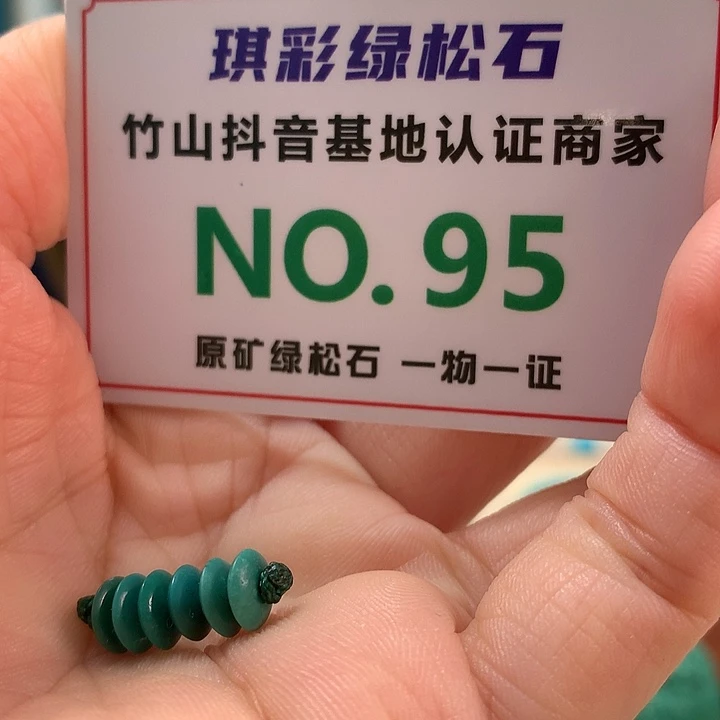 琪彩绿松石
竹山抖音基地认证商家
NO. 95
原矿绿松石 一物一证